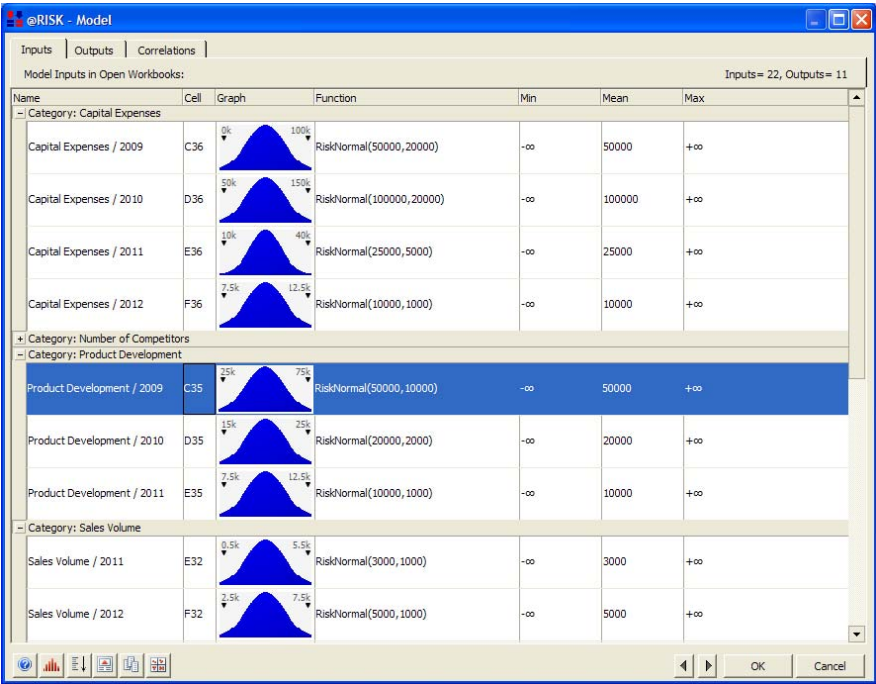 @RISK - Model
Inputs Outputs Correlations
Model Inputs in Open Workbooks: Inputs= 22, Outputs= 11
Name Cell Graph Function Min Mean Max
Category: Capital Expenses
0k 100k
Capital Expenses / 2009 C36 RiskNormal(50000,20000) -∞ 50000 +∞
50k 150k
Capital Expenses / 2010 D36 RiskNormal(100000,20000) -∞ 100000 +∞
10k 40k
Capital Expenses / 2011 E36 RiskNormal(25000,5000) -∞ 25000 +∞
7.5k 12.5k
Capital Expenses / 2012 F36 RiskNormal(10000,1000) -∞ 10000 +∞
Category: Number of Competitors
Category: Product Development
25k 75k
Product Development / 2009 C35 RiskNormal(50000,10000) -∞ 50000 +∞
15k 25k
Product Development / 2010 D35 RiskNormal(20000,2000) -∞ 20000 +∞
7.5k 12.5k
Product Development / 2011 E35 RiskNormal(10000,1000) -∞ 10000 +∞
Category: Sales Volume
0.5k 5.5k
Sales Volume / 2011 E32 RiskNormal(3000,1000) -∞ 3000 +∞
2.5k 7.5k
Sales Volume / 2012 F32 RiskNormal(5000,1000) -∞ 5000 +∞
OK Cancel